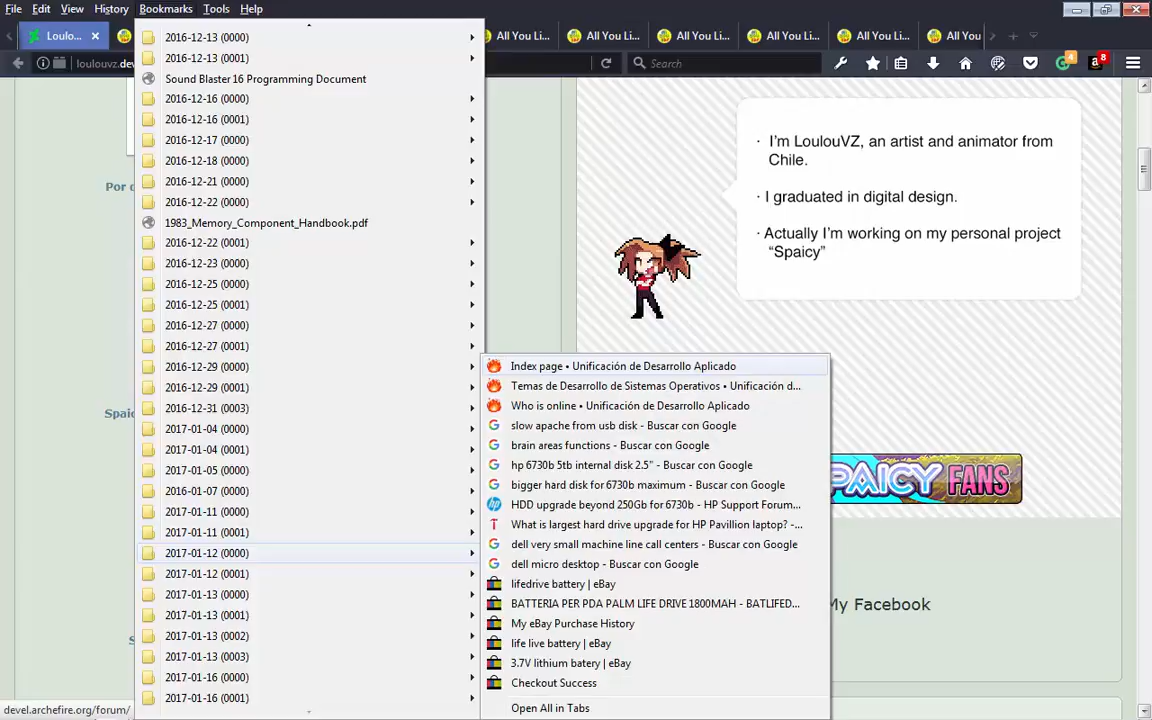 File Edit View History Bookmarks Tools Help
Loulo...
All You Li...
All You Li...
All You Li...
All You Li...
All You Li...
All You
loulouvz.dev
Search
4
8
2016-12-13 (0000)
2016-12-13 (0001)
Sound Blaster 16 Programming Document
2016-12-16 (0000)
2016-12-16 (0001)
2016-12-17 (0000)
2016-12-18 (0000)
2016-12-21 (0000)
2016-12-22 (0000)
1983_Memory_Component_Handbook.pdf
2016-12-22 (0001)
2016-12-23 (0000)
2016-12-25 (0000)
2016-12-25 (0001)
2016-12-27 (0000)
2016-12-27 (0001)
2016-12-29 (0000)
2016-12-29 (0001)
2016-12-31 (0003)
2017-01-04 (0000)
2017-01-04 (0001)
2017-01-05 (0000)
2016-01-07 (0000)
2017-01-11 (0000)
2017-01-11 (0001)
2017-01-12 (0000)
2017-01-12 (0001)
2017-01-13 (0000)
2017-01-13 (0001)
2017-01-13 (0002)
2017-01-13 (0003)
2017-01-16 (0000)
2017-01-16 (0001)
Index page • Unificación de Desarrollo Aplicado
Temas de Desarrollo de Sistemas Operativos • Unificación d...
Who is online • Unificación de Desarrollo Aplicado
slow apache from usb disk - Buscar con Google
brain areas functions - Buscar con Google
hp 6730b 5tb internal disk 2.5" - Buscar con Google
bigger hard disk for 6730b maximum - Buscar con Google
HDD upgrade beyond 250Gb for 6730b - HP Support Forum...
What is largest hard drive upgrade for HP Pavillion laptop? -...
dell very small machine line call centers - Buscar con Google
dell micro desktop - Buscar con Google
lifedrive battery | eBay
BATTERIA PER PDA PALM LIFE DRIVE 1800MAH - BATLIFED...
My eBay Purchase History
life live battery | eBay
3.7V lithium batery | eBay
Checkout Success
Open All in Tabs
· I'm LoulouVZ, an artist and animator from
Chile.
· I graduated in digital design.
· Actually I'm working on my personal project
“Spaicy”
PAICY FANS
My Facebook
Por d
Spaic
S
devel.archefire.org/forum/